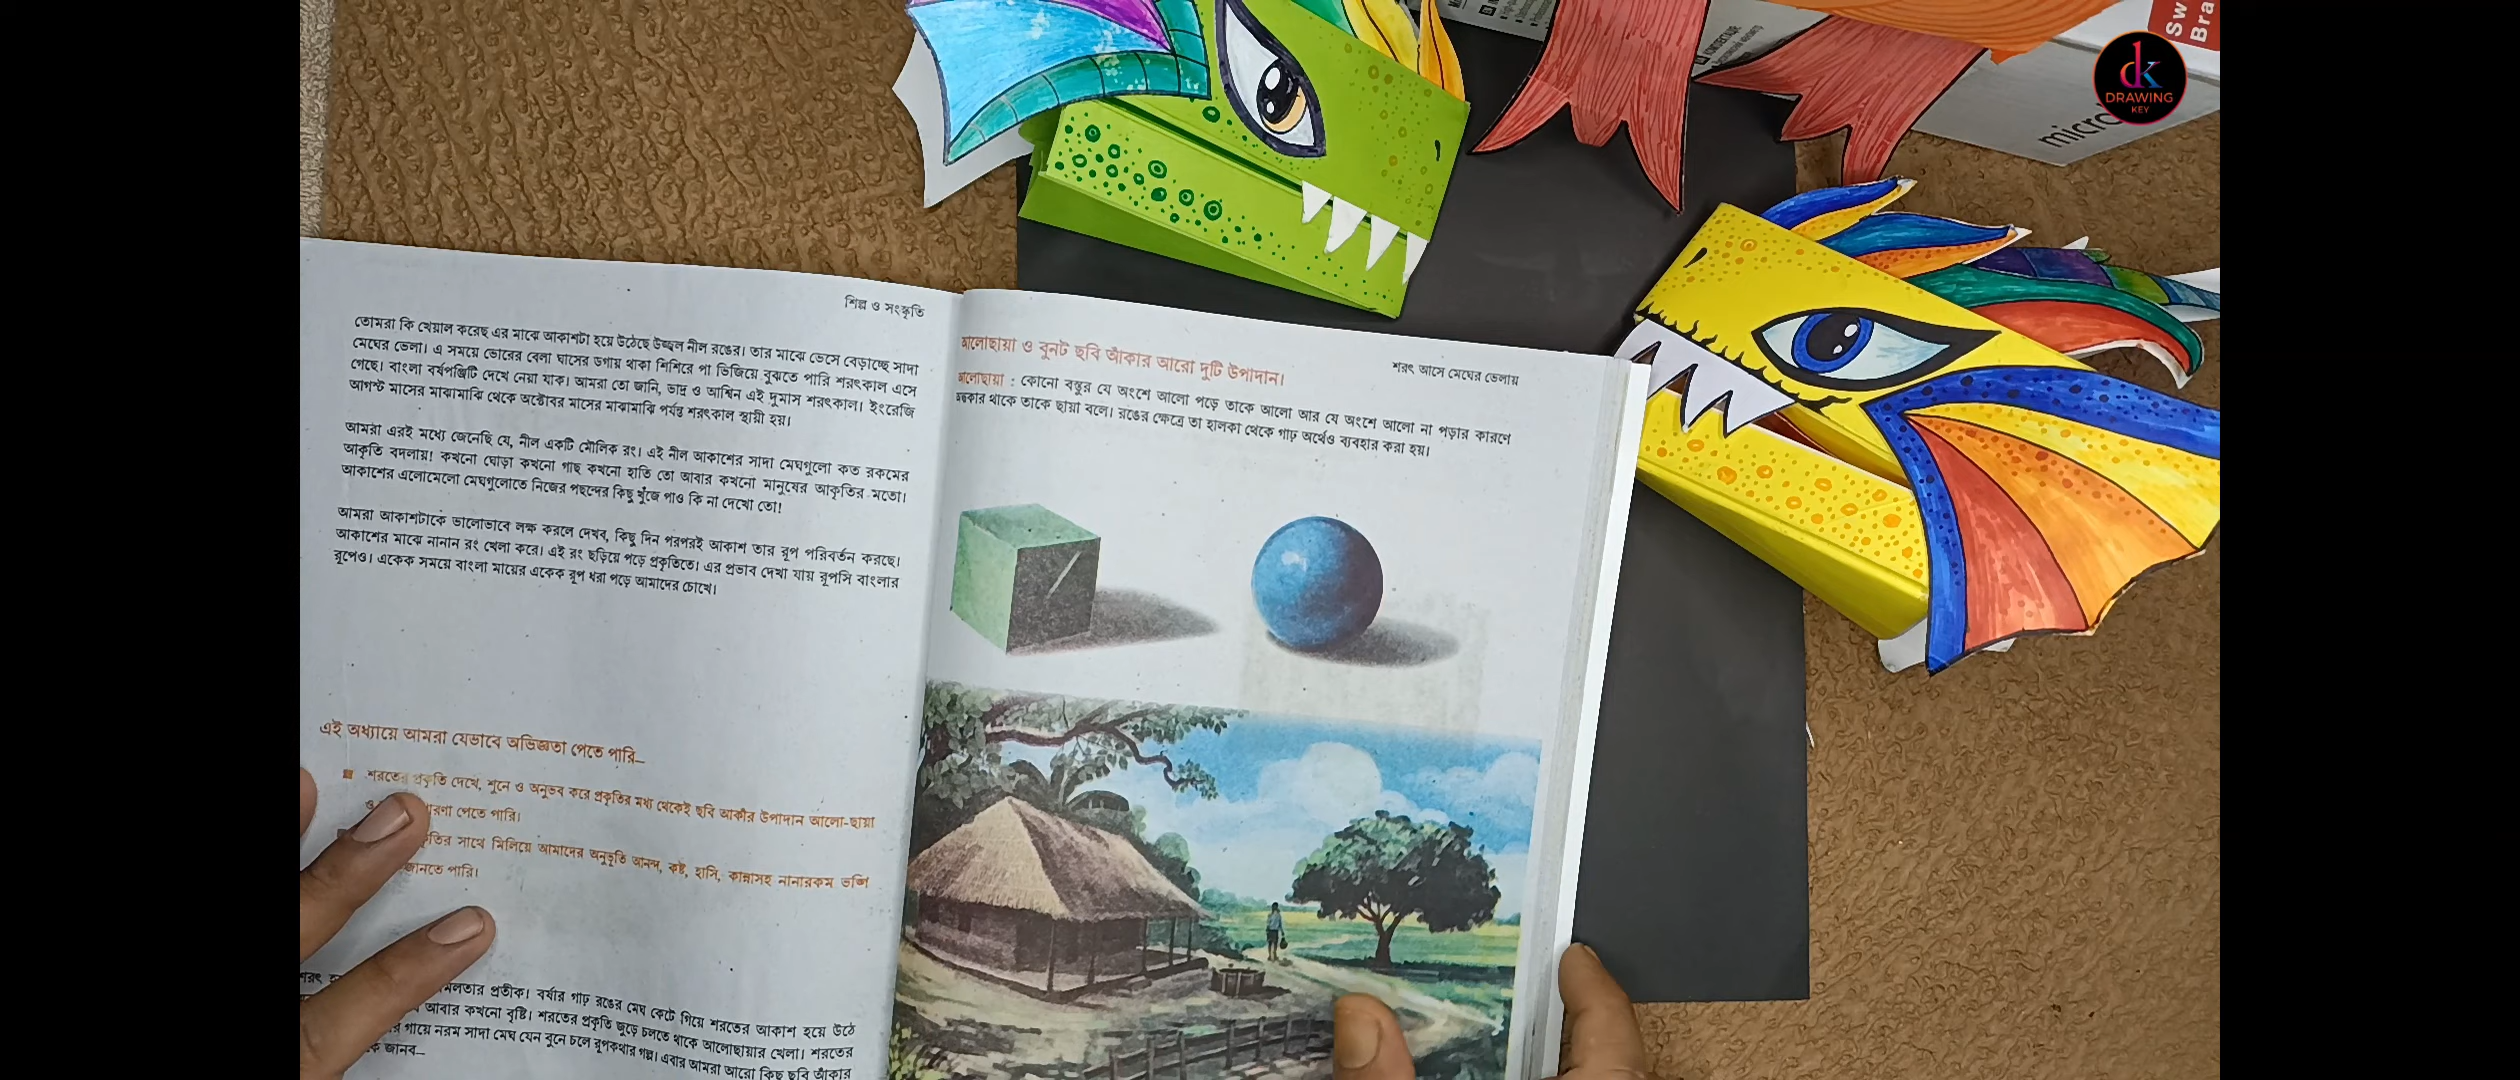 শিল্প ও সংস্কৃতি
তোমরা কি খেয়াল করেছ এর মাঝে আকাশটা হয়ে উঠেছে উজ্জ্বল নীল রঙের। তার মাঝে ভেসে বেড়াচ্ছে সাদা
মেঘের ভেলা। এ সময়ে ভোরের বেলা ঘাসের ডগায় থাকা শিশিরে পা ভিজিয়ে বুঝতে পারি শরৎকাল এসে
গেছে। বাংলা বর্ষপঞ্জিটি দেখে নেয়া যাক। আমরা তো জানি, ভাদ্র ও আশ্বিন এই দুমাস শরৎকাল। ইংরেজি
আগস্ট মাসের মাঝামাঝি থেকে অক্টোবর মাসের মাঝামাঝি পর্যন্ত শরৎকাল স্থায়ী হয়।
আমরা এরই মধ্যে জেনেছি যে, নীল একটি মৌলিক রং। এই নীল আকাশের সাদা মেঘগুলো কত রকমের
আকৃতি বদলায়! কখনো ঘোড়া কখনো গাছ কখনো হাতি তো আবার কখনো মানুষের আকৃতির মতো।
আকাশের এলোমেলো মেঘগুলোতে নিজের পছন্দের কিছু খুঁজে পাও কি না দেখো তো!
আমরা আকাশটাকে ভালোভাবে লক্ষ করলে দেখব, কিছু দিন পরপরই আকাশ তার রূপ পরিবর্তন করছে।
আকাশের মাঝে নানান রং খেলা করে। এই রং ছড়িয়ে পড়ে প্রকৃতিতে। এর প্রভাব দেখা যায় রূপসি বাংলার
রূপেও। একেক সময়ে বাংলা মায়ের একেক রূপ ধরা পড়ে আমাদের চোখে।
এই অধ্যায়ে আমরা যেভাবে অভিজ্ঞতা পেতে পারি–
■ শরতের প্রকৃতি দেখে, শুনে ও অনুভব করে প্রকৃতির মধ্য থেকেই ছবি আকাঁর উপাদান আলো-ছায়া
ও পেতে পারি।
সাথে মিলিয়ে আমাদের অনুভূতি আনন্দ, কষ্ট, হাসি, কান্নাসহ নানারকম ভঙ্গি
জানতে পারি।
শরৎ প্রতীক। বর্ষার গাঢ় রঙের মেঘ কেটে গিয়ে শরতের আকাশ হয়ে উঠে
আবার কখনো বৃষ্টি। শরতের প্রকৃতি জুড়ে চলতে থাকে আলোছায়ার খেলা। শরতের
গায়ে নরম সাদা মেঘ যেন বুনে চলে রূপকথার গল্প। এবার আমরা আরো কিছু ছবি আঁকার
জানব–
শরৎ আসে মেঘের ভেলায়
আলোছায়া ও বুনট ছবি আঁকার আরো দুটি উপাদান।
আলোছায়া : কোনো বস্তুর যে অংশে আলো পড়ে তাকে আলো আর যে অংশে আলো না পড়ার কারণে
অন্ধকার থাকে তাকে ছায়া বলে। রঙের ক্ষেত্রে তা হালকা থেকে গাঢ় অর্থেও ব্যবহার করা হয়।
dk
DRAWING
KEY
Sw
Bra
micro